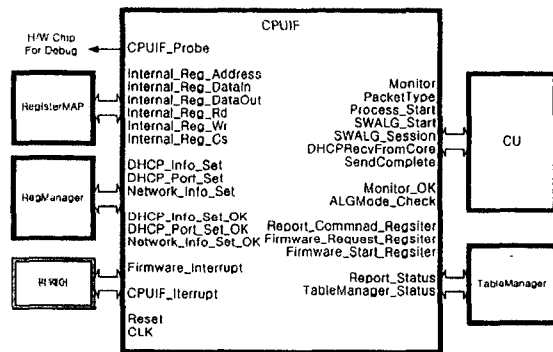 CPUIF
H/W Chip
For Debug
CPUIF_Probe
RegisterMAP
Internal_Reg_Address
Internal_Reg_DataIn
Internal_Reg_DataOut
Internal_Reg_Rd
Internal_Reg_Wr
Internal_Reg_Cs
RegManager
DHCP_Info_Set
DHCP_Port_Set
Network_Info_Set
DHCP_Info_Set_OK
DHCP_Port_Set_OK
Network_Info_Set_OK
펌웨어
Firmware_Interrupt
CPUIF_Iterrupt
Reset
CLK
Monitor
PacketType
Process_Start
SWALG_Start
SWALG_Session
DHCPRecvFromCore
SendComplete
CU
Monitor_OK
ALGMode_Check
Report_Commnad_Regsiter
Firmware_Request_Regsiter
Firmware_Start_Regsiter
Report_Status
TableManager_Status
TableManager